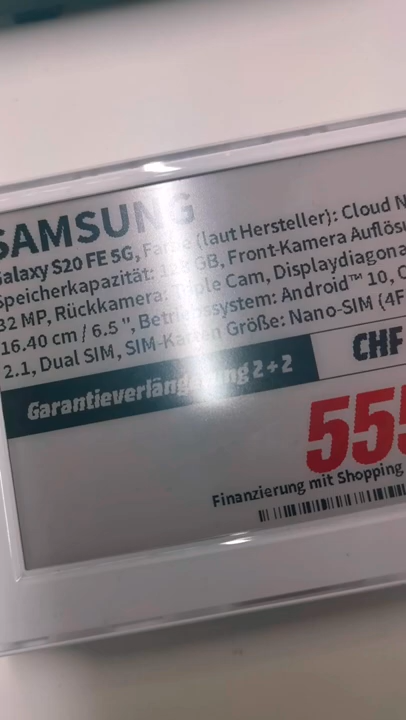 SAMSUNG
Galaxy S20 FE 5G, Farbe (laut Hersteller): Cloud N
Speicherkapazität: 128 GB, Front-Kamera Auflösu
32 MP, Rückkamera: Triple Cam, Displaydiagona
16.40 cm / 6.5 ", Betriebssystem: Android™ 10, C
2.1, Dual SIM, SIM-Karten Größe: Nano-SIM (4F
Garantieverlängerung 2+2
CHF
555
Finanzierung mit Shopping